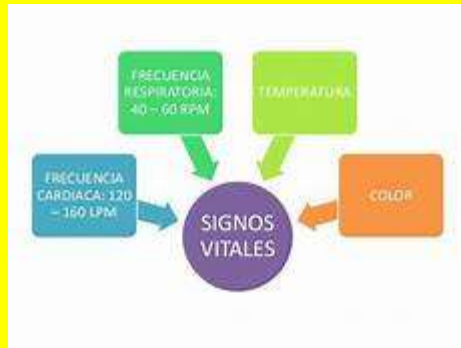 FRECUENCIA
RESPIRATORIA:
40 – 60 RPM
TEMPERATURA
FRECUENCIA
CARDIACA: 120
– 160 LPM
COLOR
SIGNOS
VITALES